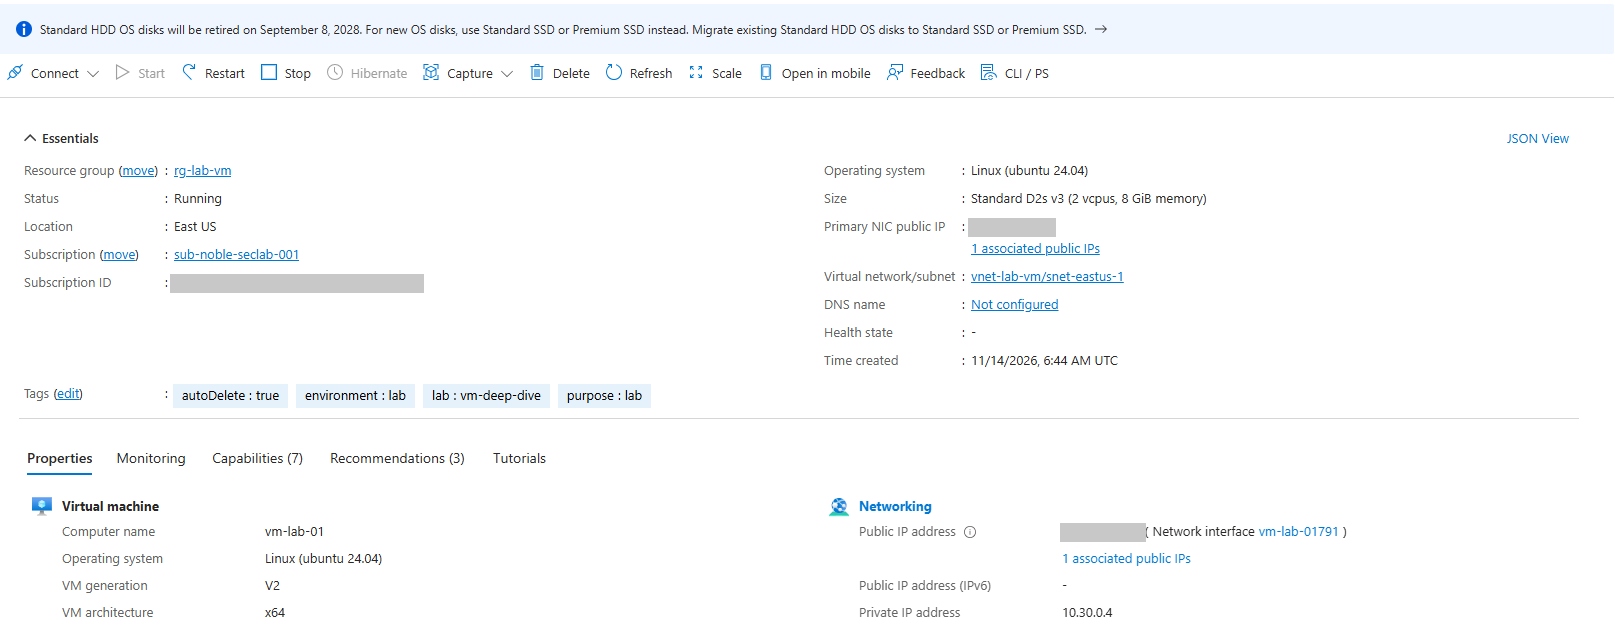 Standard HDD OS disks will be retired on September 8, 2028. For new OS disks, use Standard SSD or Premium SSD instead. Migrate existing Standard HDD OS disks to Standard SSD or Premium SSD. →
Connect Start Restart Stop Hibernate Capture Delete Refresh Scale Open in mobile Feedback CLI / PS
Essentials
JSON View
Resource group (move) : rg-lab-vm
Status : Running
Location : East US
Subscription (move) : sub-noble-seclab-001
Subscription ID :
Operating system : Linux (ubuntu 24.04)
Size : Standard D2s v3 (2 vcpus, 8 GiB memory)
Primary NIC public IP :
1 associated public IPs
Virtual network/subnet : vnet-lab-vm/snet-eastus-1
DNS name : Not configured
Health state : -
Time created : 11/14/2026, 6:44 AM UTC
Tags (edit) : autoDelete : true environment : lab lab : vm-deep-dive purpose : lab
Properties Monitoring Capabilities (7) Recommendations (3) Tutorials
Virtual machine
Computer name vm-lab-01
Operating system Linux (ubuntu 24.04)
VM generation V2
VM architecture x64
Networking
Public IP address ( Network interface vm-lab-01791 )
1 associated public IPs
Public IP address (IPv6) -
Private IP address 10.30.0.4